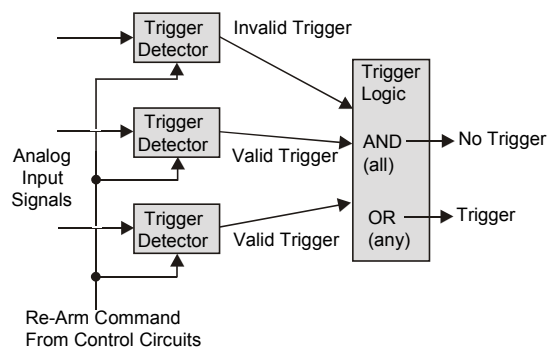 Trigger
Detector
Invalid Trigger
Trigger
Logic
Trigger
Detector
Valid Trigger
AND
(all)
No Trigger
Analog
Input
Signals
Trigger
Detector
Valid Trigger
OR
(any)
Trigger
Re-Arm Command
From Control Circuits